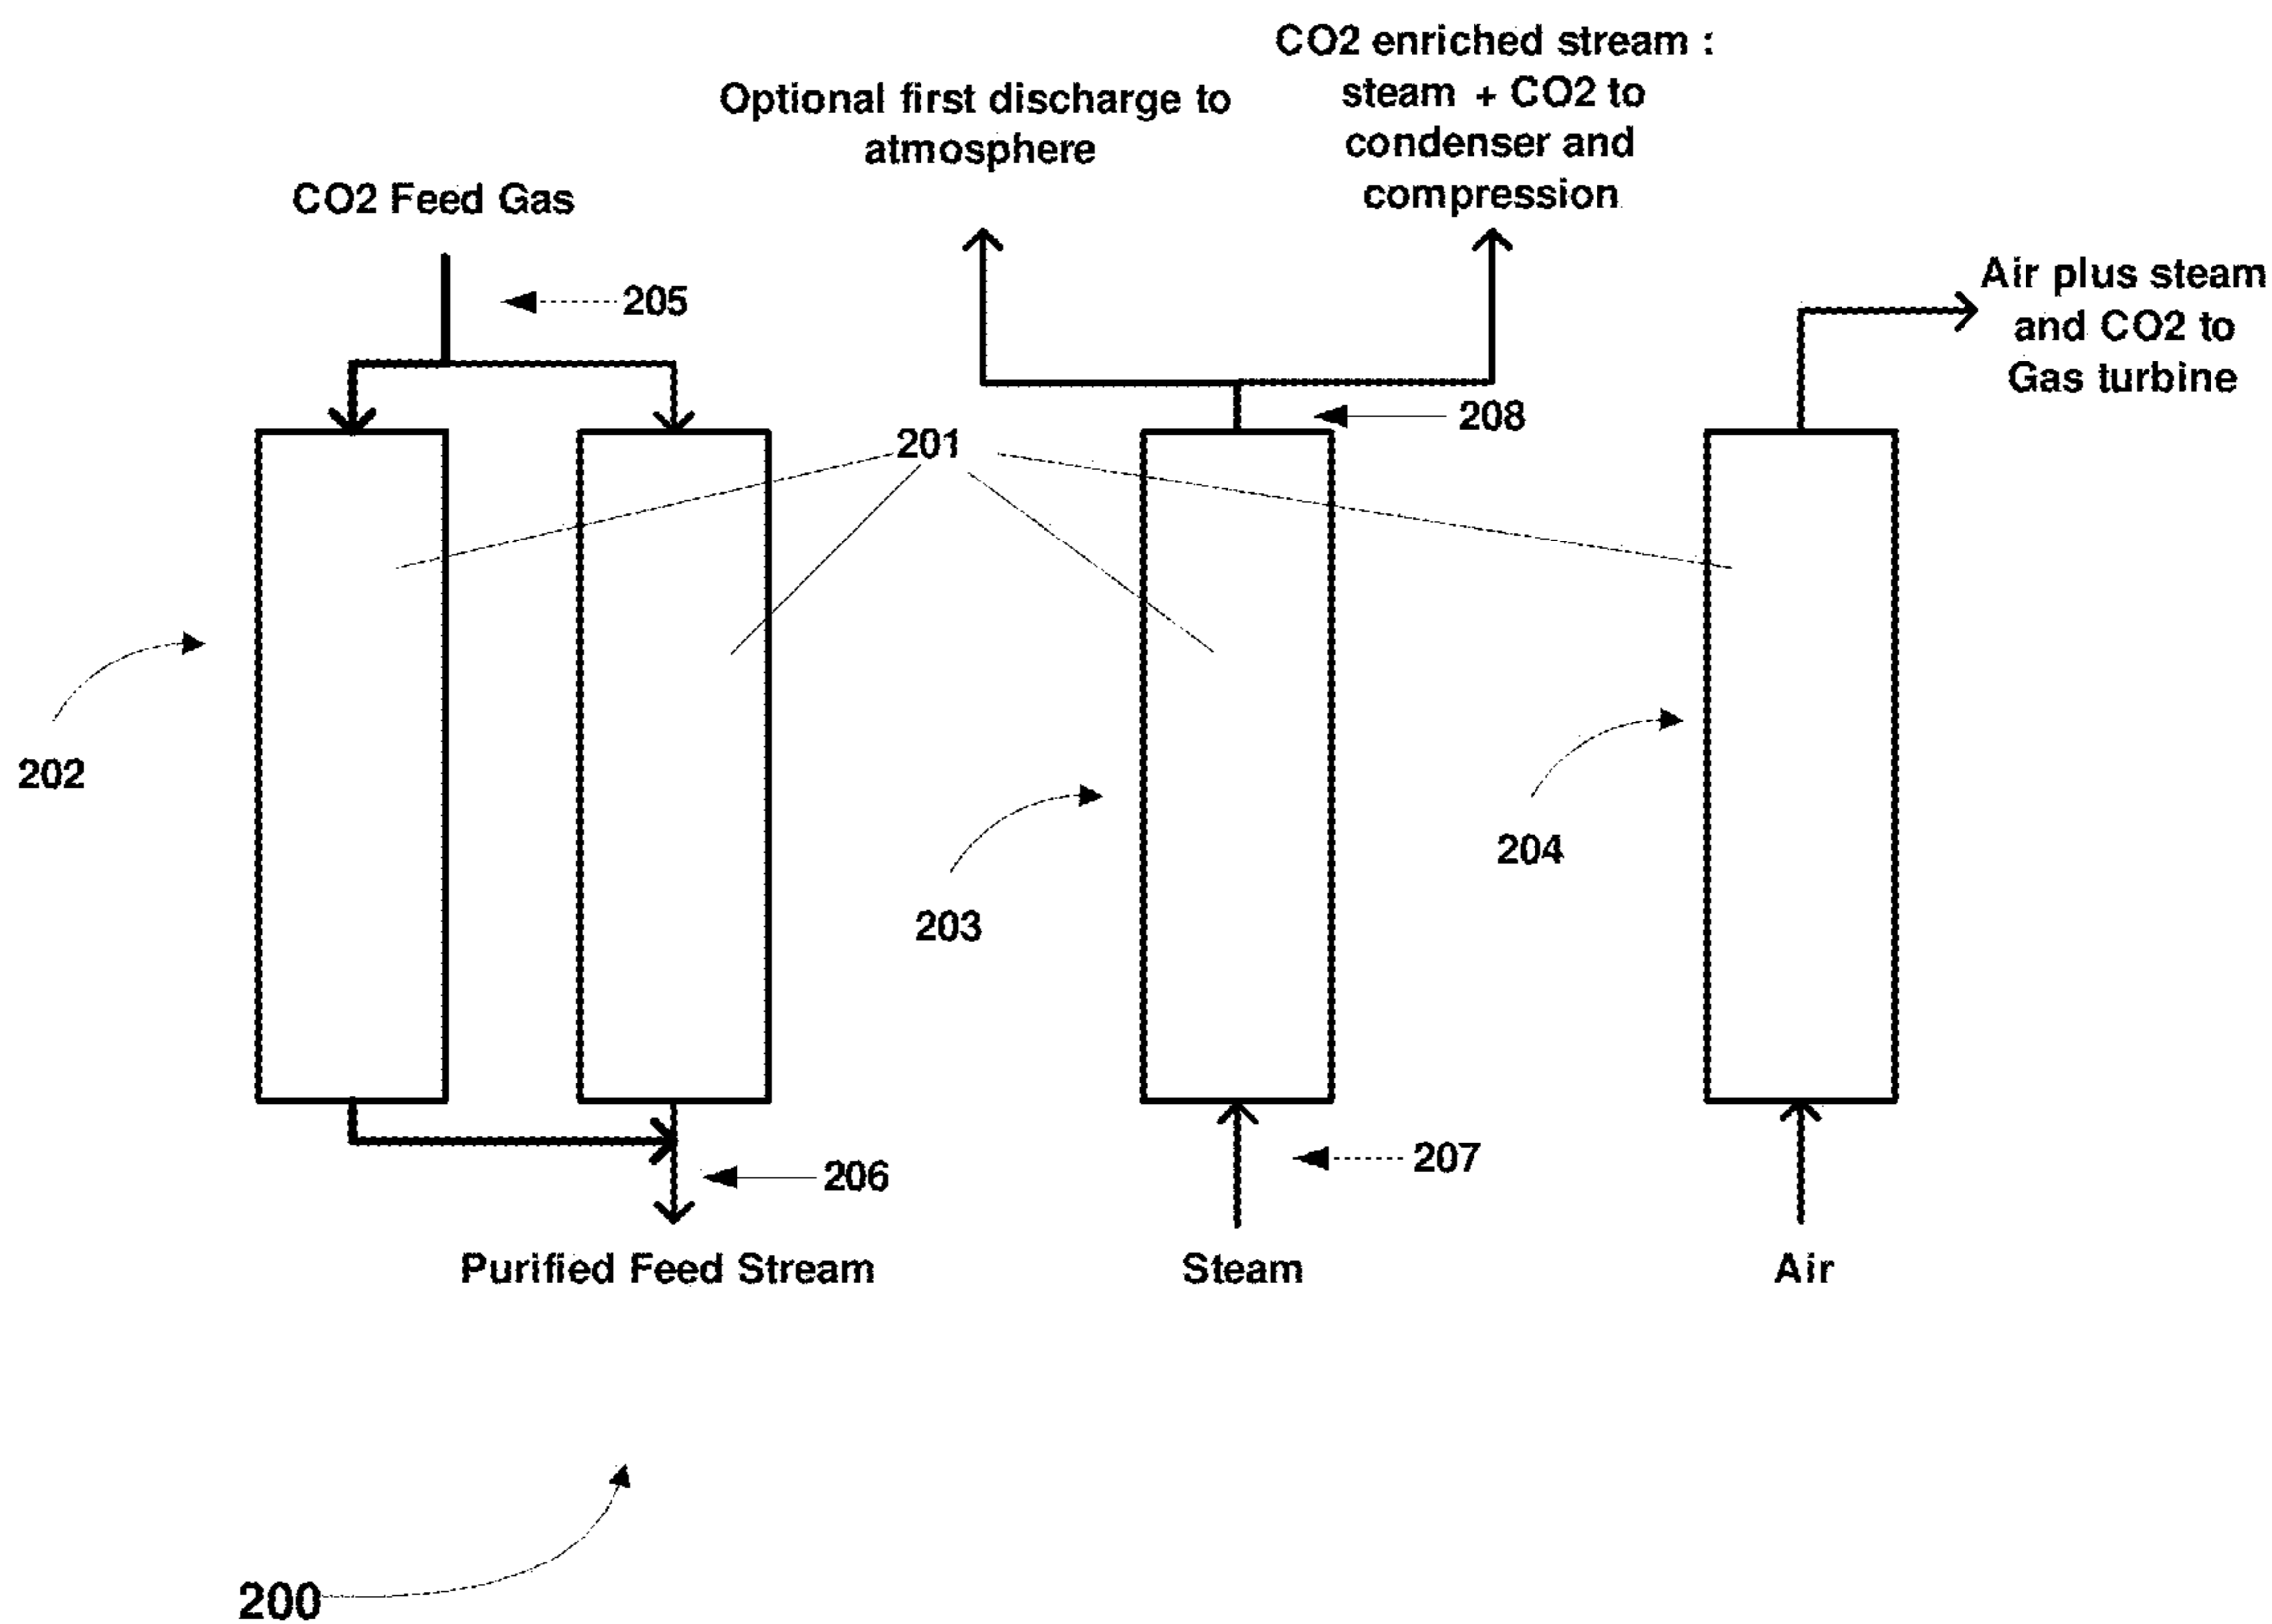 CO2 enriched stream :
steam + CO2 to
condenser and
compression
Optional first discharge to
atmosphere
CO2 Feed Gas
Air plus steam
and CO2 to
Gas turbine
205
208
201
202
204
203
207
206
Purified Feed Stream
Steam
Air
200